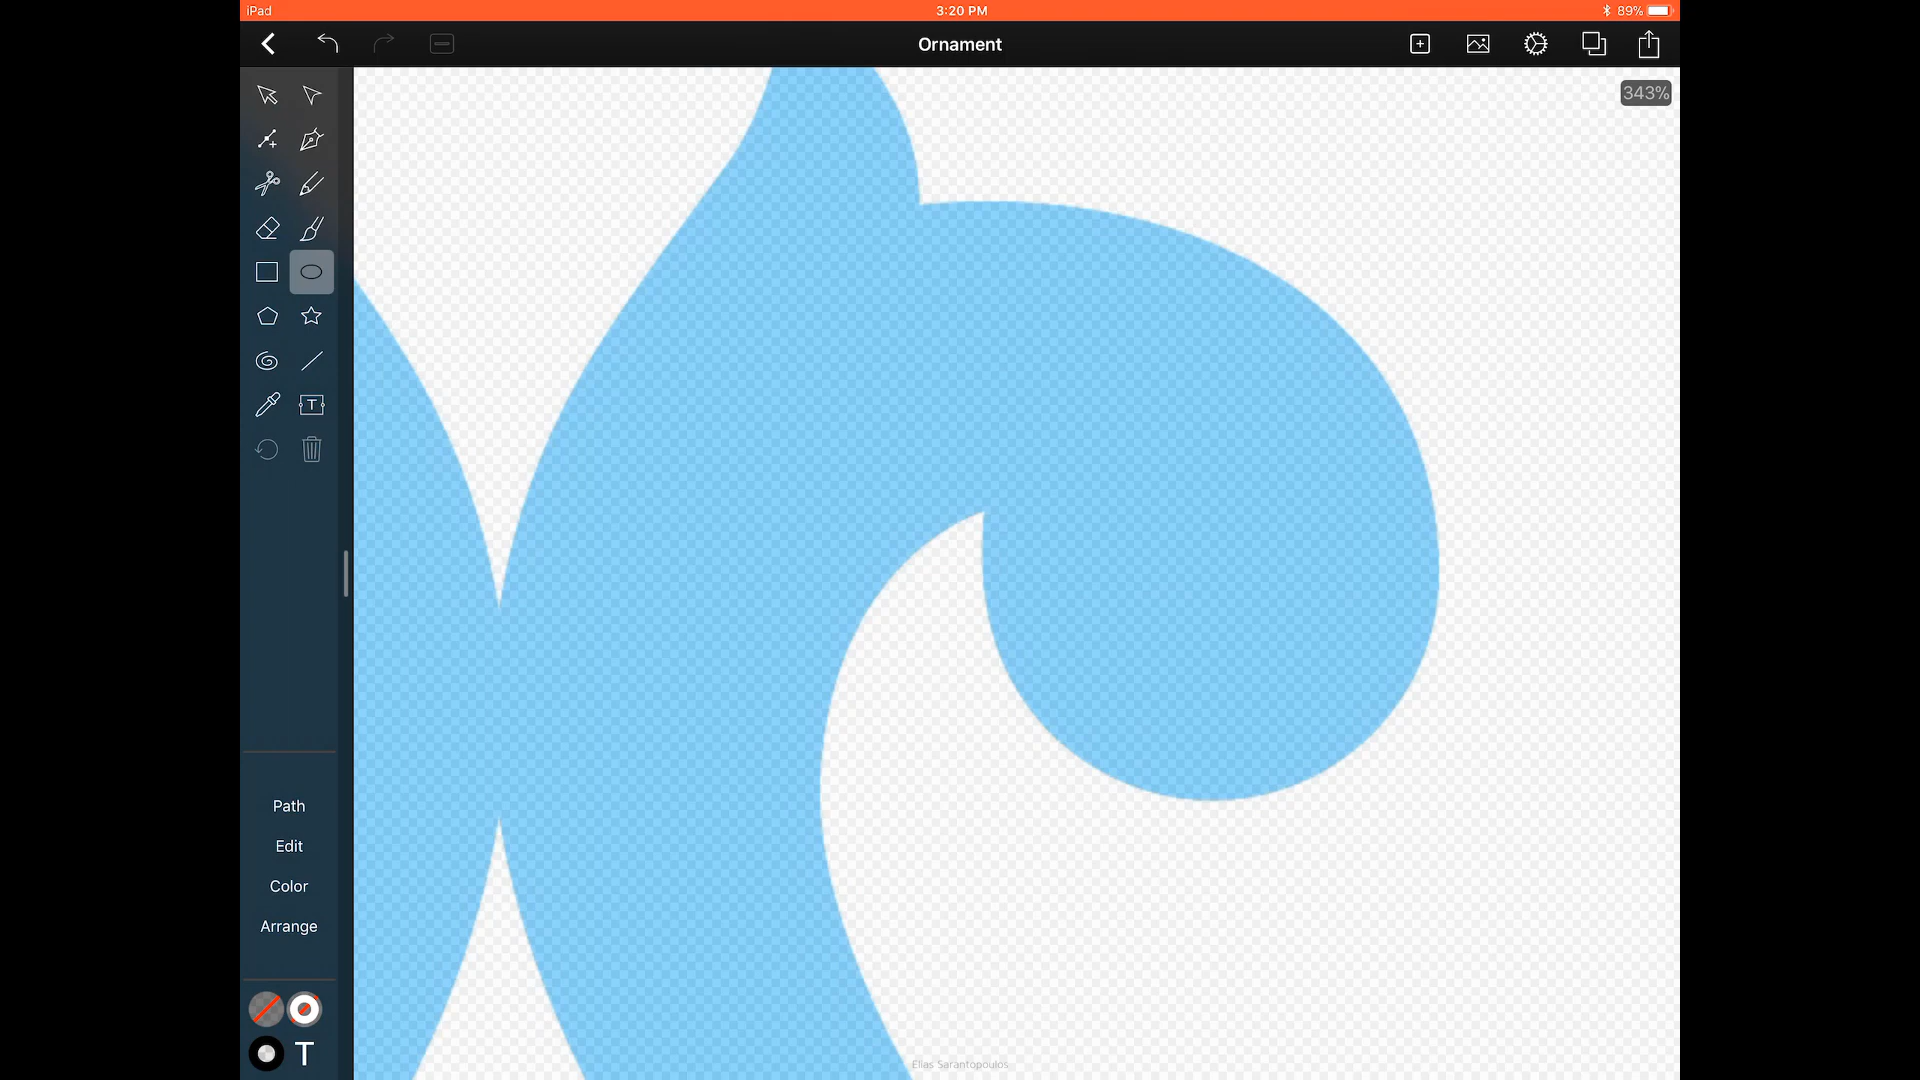 iPad
3:20 PM
89%
Ornament
343%
T
Path
Edit
Color
Arrange
T
Elias Sarantopoulos